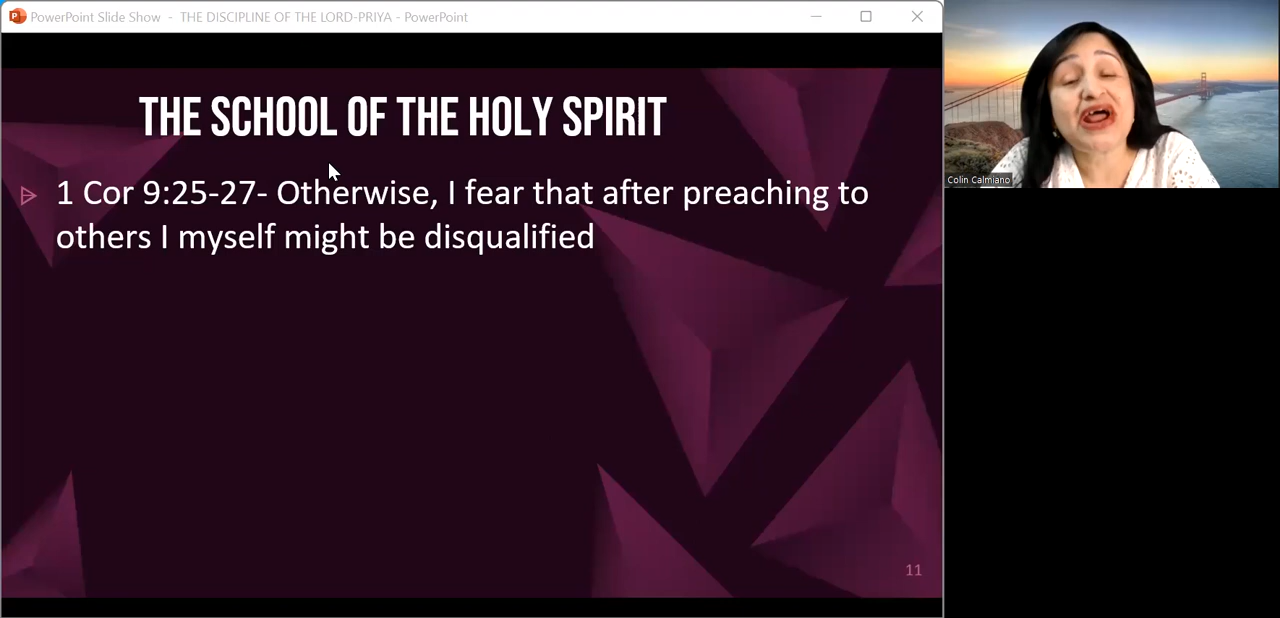 PowerPoint Slide Show - THE DISCIPLINE OF THE LORD-PRIYA - PowerPoint
THE SCHOOL OF THE HOLY SPIRIT
1 Cor 9:25-27- Otherwise, I fear that after preaching to
others I myself might be disqualified
11
Colin Calmiano